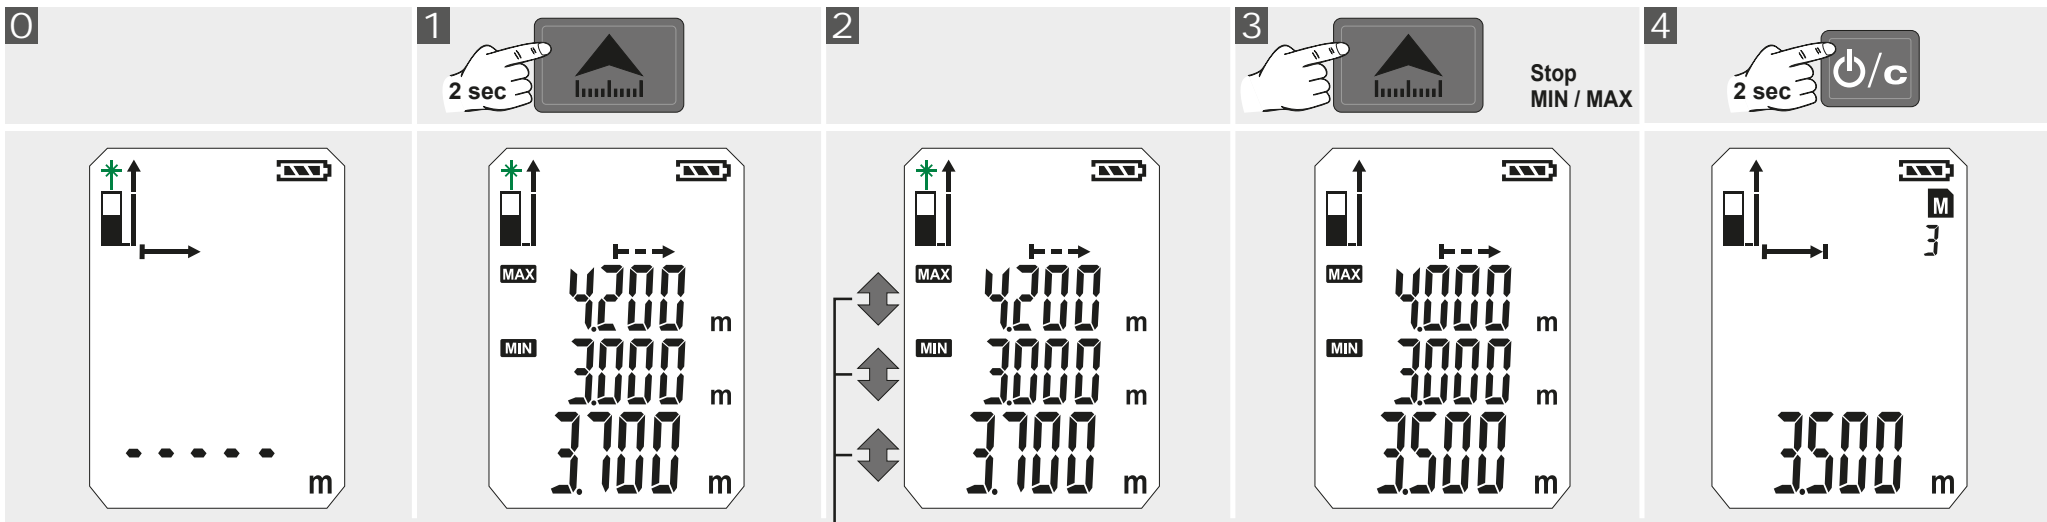 0
1
2 sec
2
3
Stop
MIN / MAX
4
2 sec
/c
- - - - -
m
MAX
4.200 m
MIN
3.000 m
3.700 m
MAX
4.200 m
MIN
3.000 m
3.700 m
MAX
4.000 m
MIN
3.000 m
3.500 m
M
3
3.500 m